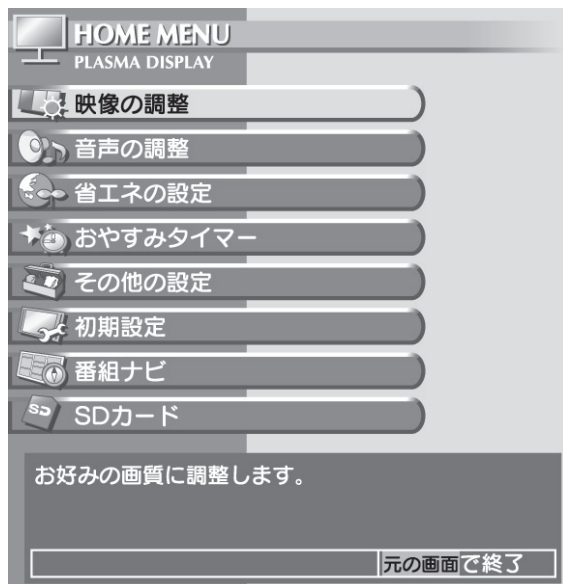 HOME MENU
PLASMA DISPLAY
映像の調整
音声の調整
省エネの設定
おやすみタイマー
その他の設定
初期設定
番組ナビ
SD
SDカード
お好みの画質に調整します。
元の画面で終了